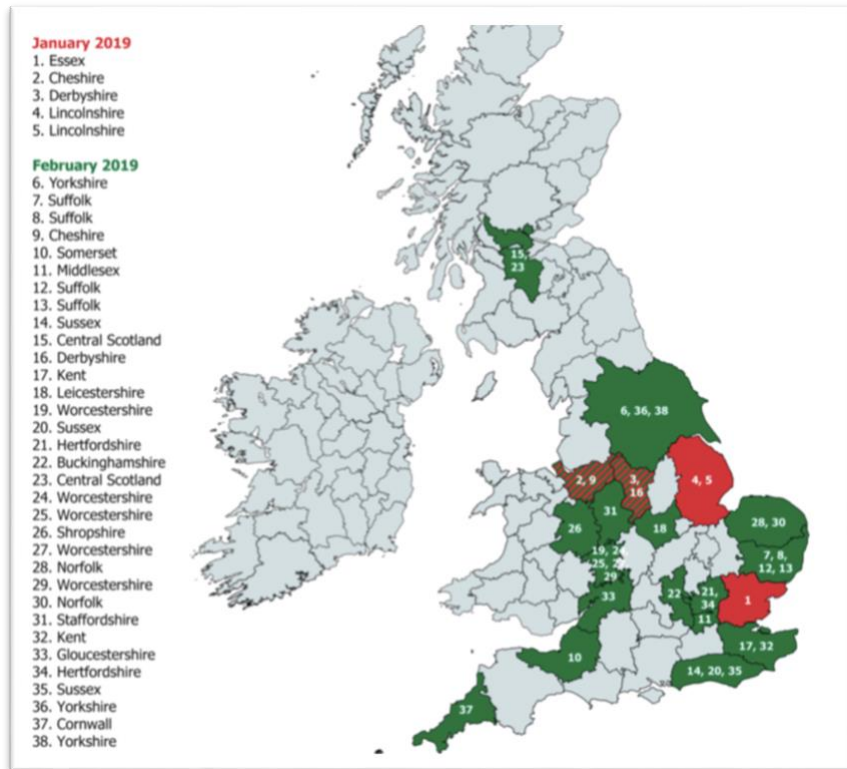 January 2019
1. Essex
2. Cheshire
3. Derbyshire
4. Lincolnshire
5. Lincolnshire
February 2019
6. Yorkshire
7. Suffolk
8. Suffolk
9. Cheshire
10. Somerset
11. Middlesex
12. Suffolk
13. Suffolk
14. Sussex
15. Central Scotland
16. Derbyshire
17. Kent
18. Leicestershire
19. Worcestershire
20. Sussex
21. Hertfordshire
22. Buckinghamshire
23. Central Scotland
24. Worcestershire
25. Worcestershire
26. Shropshire
27. Worcestershire
28. Norfolk
29. Worcestershire
30. Norfolk
31. Staffordshire
32. Kent
33. Gloucestershire
34. Hertfordshire
35. Sussex
36. Yorkshire
37. Cornwall
38. Yorkshire
15,
23
6, 36, 38
2, 9
3,
16
4, 5
31
26
18
28, 30
19, 24
25, 27
29
7, 8,
12, 13
33
22
21,
34
11
1
17, 32
10
14, 20, 35
37